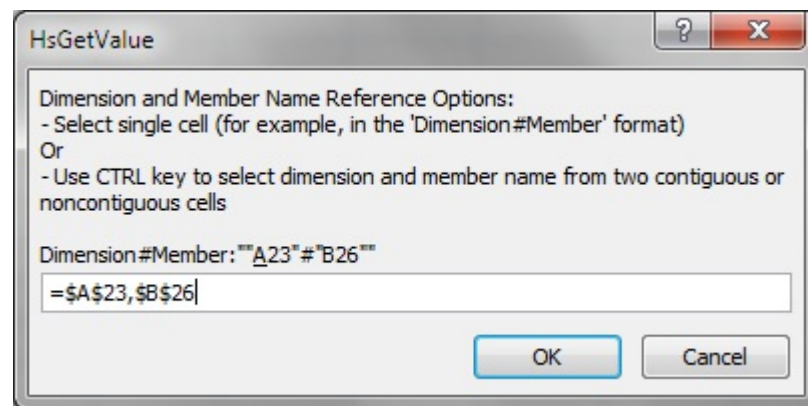 HsGetValue
?
X
Dimension and Member Name Reference Options:
- Select single cell (for example, in the 'Dimension#Member' format)
Or
- Use CTRL key to select dimension and member name from two contiguous or
noncontiguous cells
Dimension#Member:""A23"#"B26""
=$A$23,$B$26
OK
Cancel